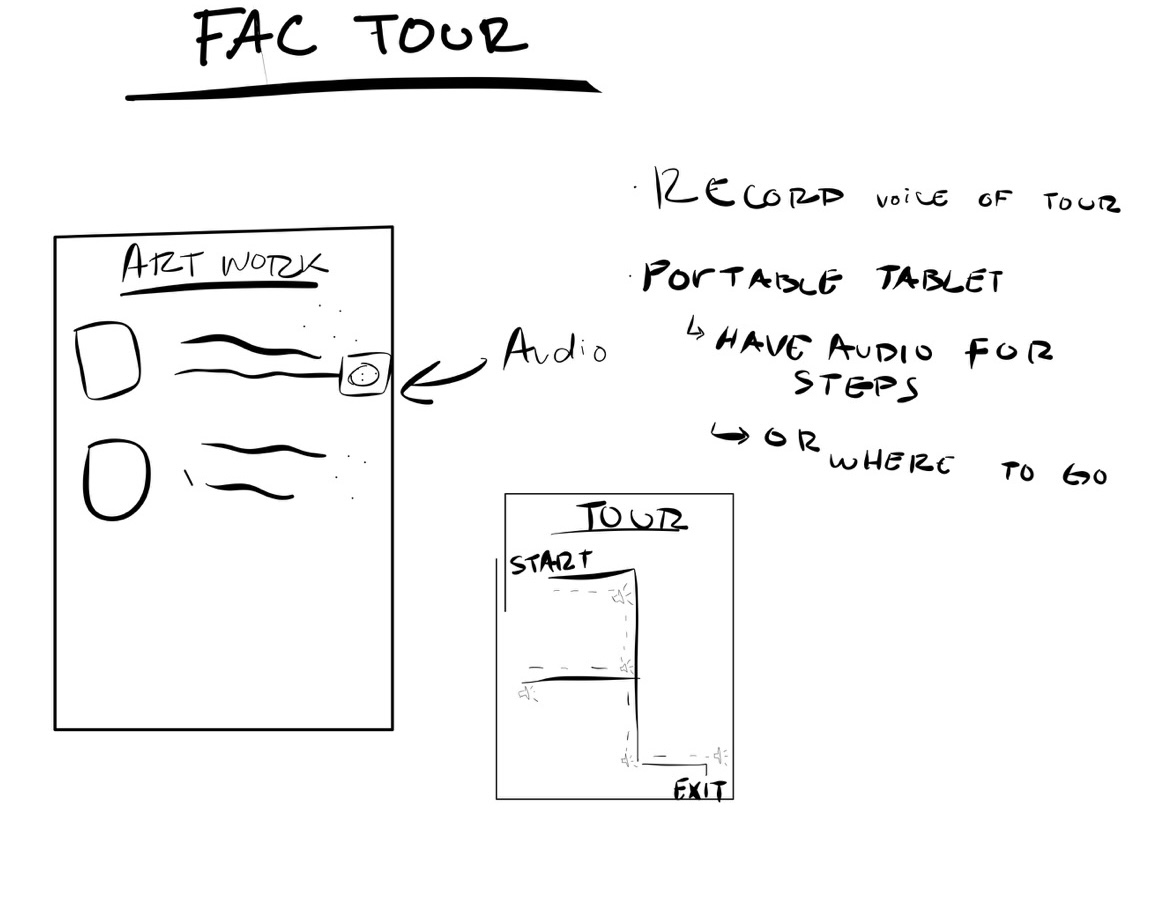 FAC TOUR
· RECORD VOICE OF TOUR
· PORTABLE TABLET
↳ HAVE AUDIO FOR
STEPS
↳ OR WHERE TO GO
ART WORK
Audio
TOUR
START
EXIT